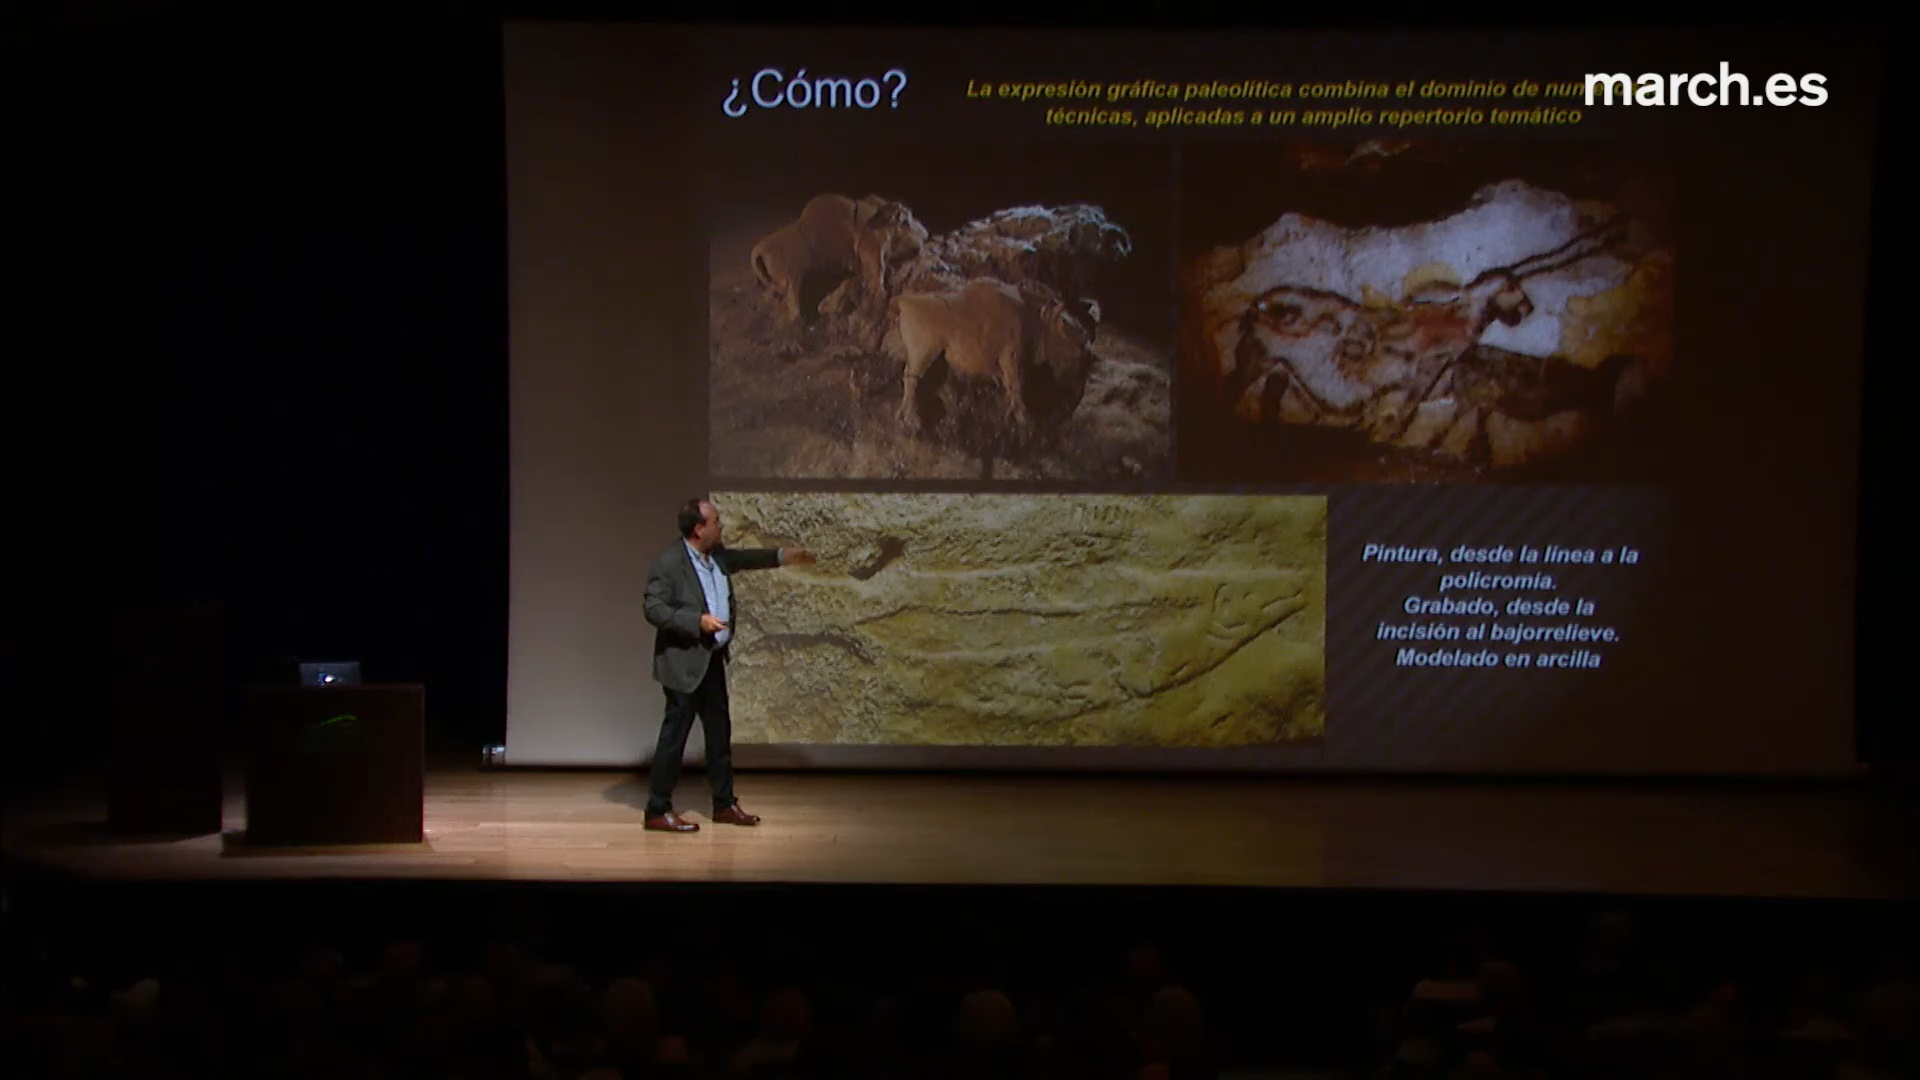 ¿Cómo?
La expresión gráfica paleolítica combina el dominio de
técnicas, aplicadas a un amplio repertorio temático
march.es
Pintura, desde la línea a la
policromía.
Grabado, desde la
incisión al bajorrelieve.
Modelado en arcilla